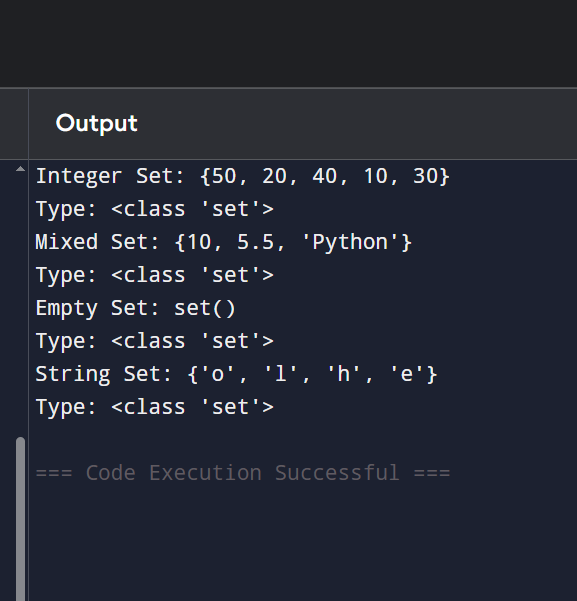 Output
Integer Set: {50, 20, 40, 10, 30}
Type: <class 'set'>
Mixed Set: {10, 5.5, 'Python'}
Type: <class 'set'>
Empty Set: set()
Type: <class 'set'>
String Set: {'o', 'l', 'h', 'e'}
Type: <class 'set'>
=== Code Execution Successful ===